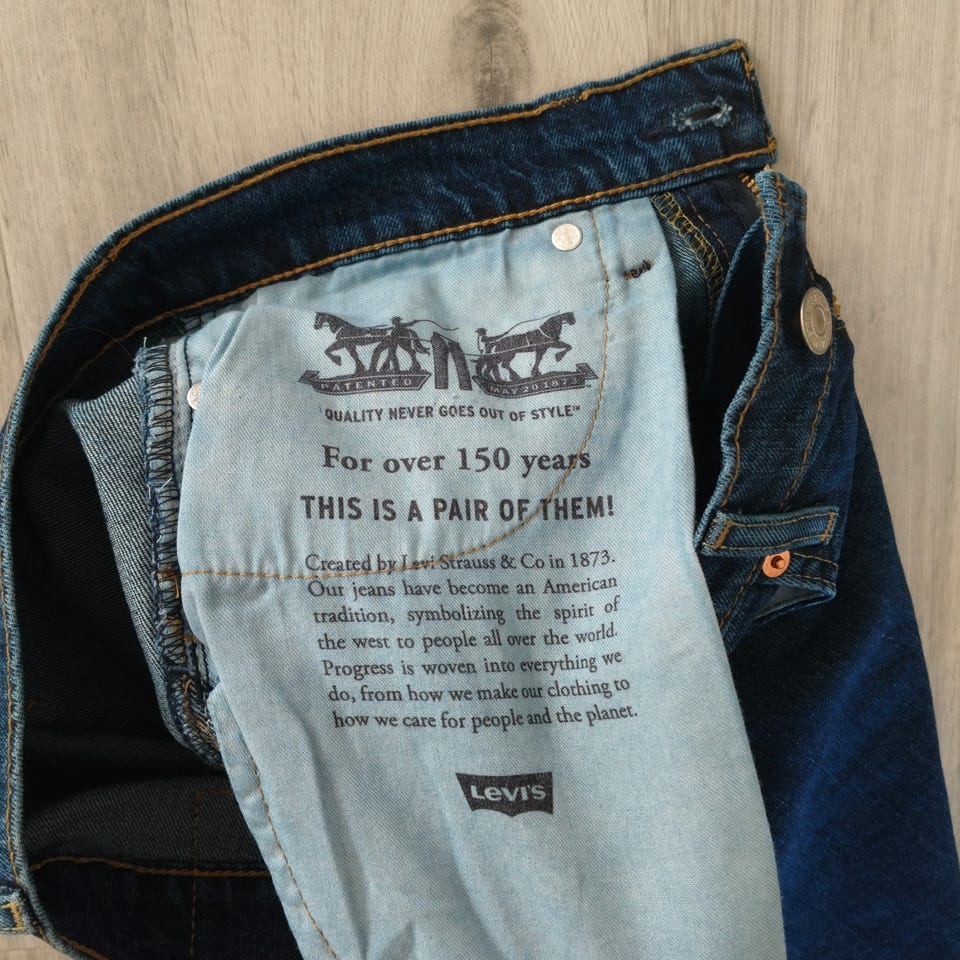 PATENTED MAY 20 1873
QUALITY NEVER GOES OUT OF STYLE™
For over 150 years
THIS IS A PAIR OF THEM!
Created by Levi Strauss & Co in 1873.
Our jeans have become an American
tradition, symbolizing the spirit of
the west to people all over the world.
Progress is woven into everything we
do, from how we make our clothing to
how we care for people and the planet.
Levi's